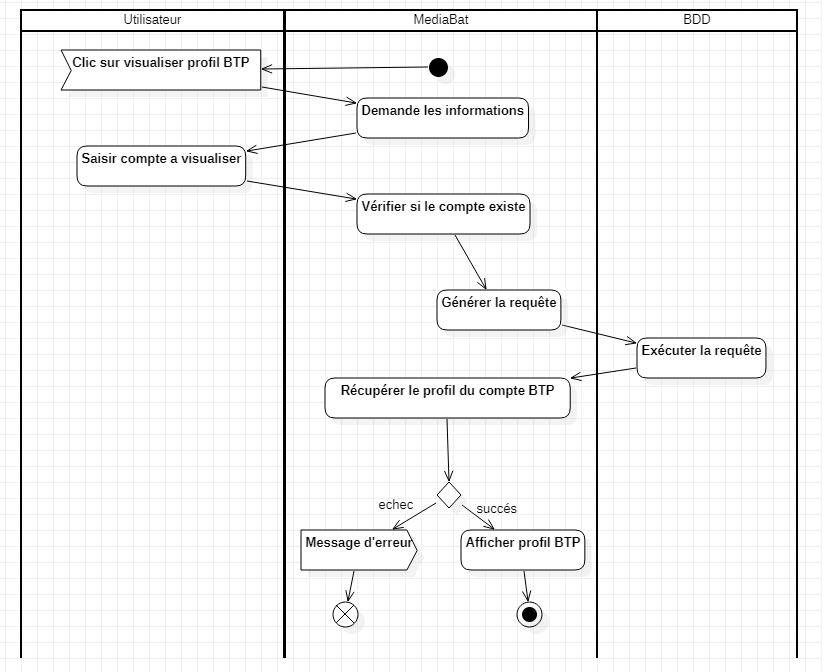 Utilisateur
MediaBat
BDD
Clic sur visualiser profil BTP
Demande les informations
Saisir compte a visualiser
Vérifier si le compte existe
Générer la requête
Exécuter la requête
Récupérer le profil du compte BTP
echec
succés
Message d'erreur
Afficher profil BTP